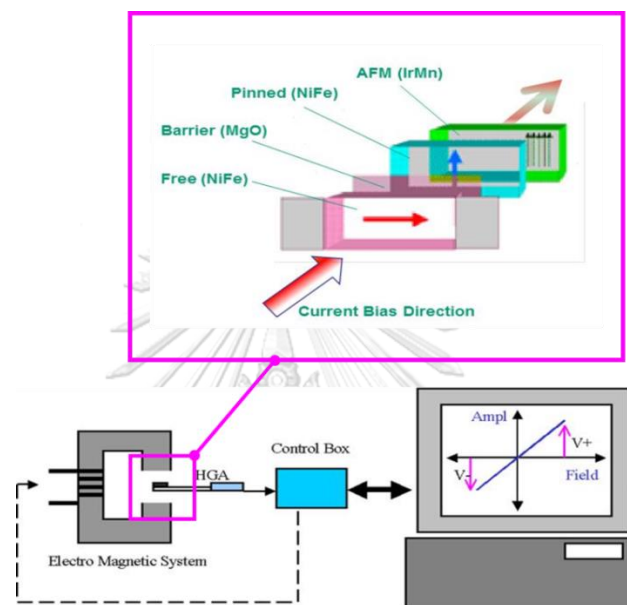 AFM (IrMn)
Pinned (NiFe)
Barrier (MgO)
Free (NiFe)
Current Bias Direction
Ampl
V+
V-
Field
Control Box
HGA
Electro Magnetic System